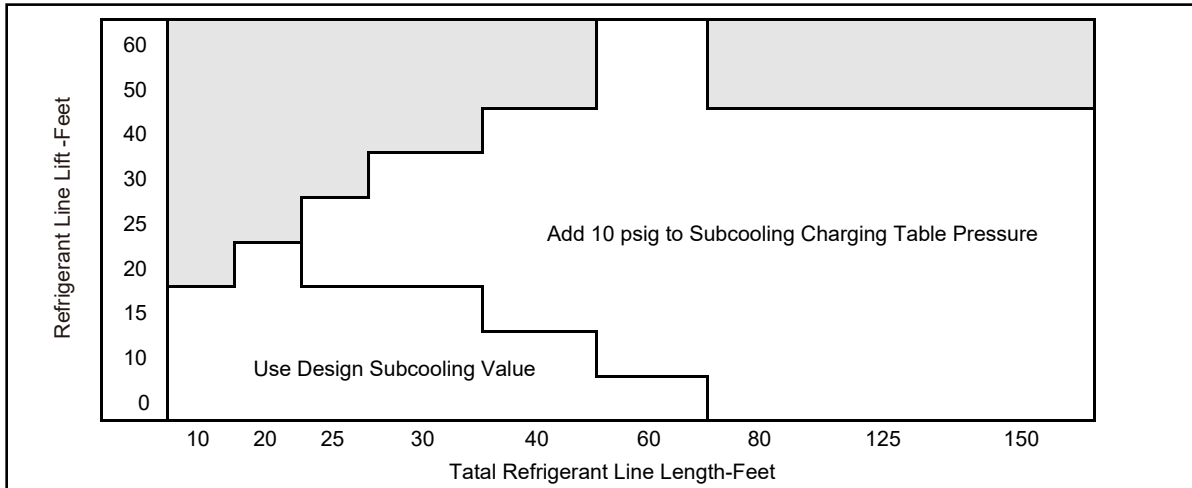 Refrigerant Line Lift -Feet
60
50
40
30
25
20
15
10
0
Add 10 psig to Subcooling Charging Table Pressure
Use Design Subcooling Value
10 20 25 30 40 60 80 125 150
Tatal Refrigerant Line Length-Feet